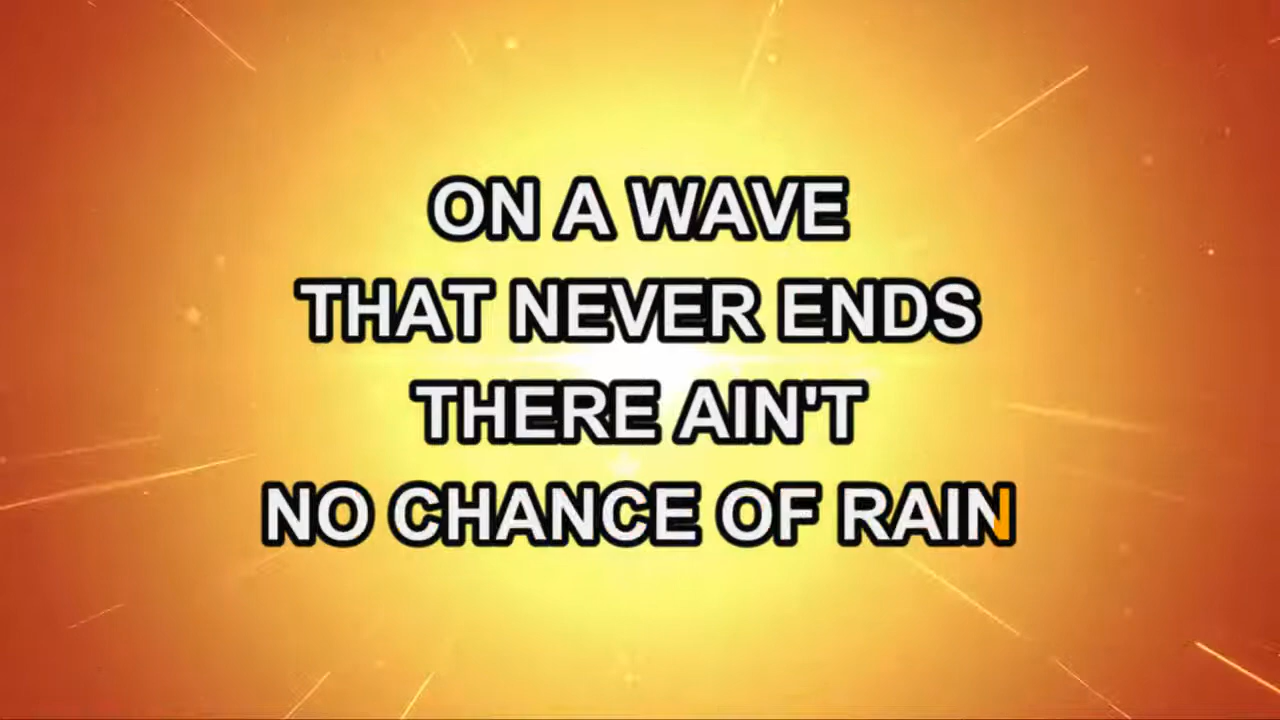 ON A WAVE
THAT NEVER ENDS
THERE AIN'T
NO CHANCE OF RAIN